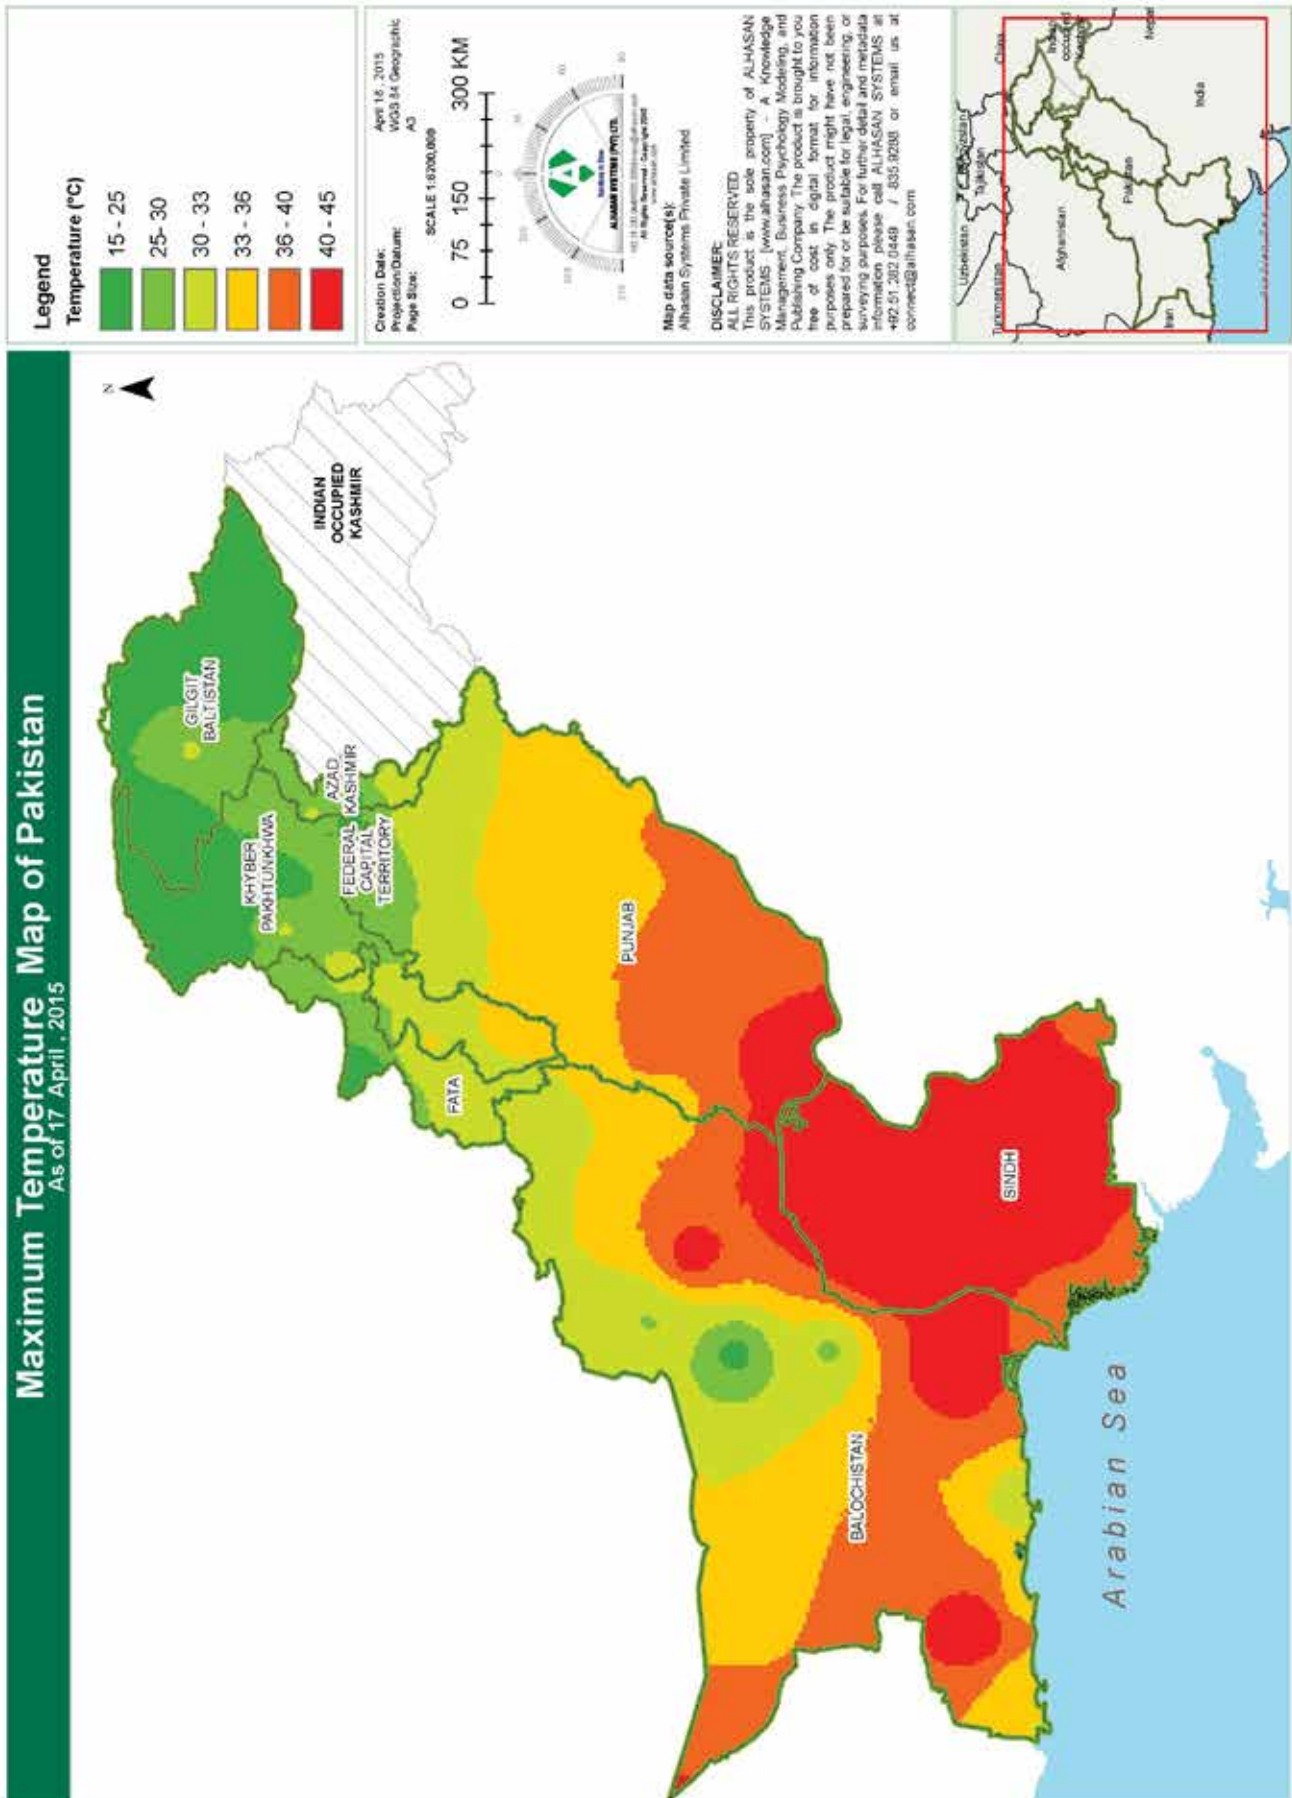 Maximum Temperature Map of Pakistan
As of 17 April, 2015
N
GILGIT
BALTISTAN
INDIAN
OCCUPIED
KASHMIR
KHYBER
PAKHTUNKHWA
AZAD
KASHMIR
FEDERAL
CAPITAL
TERRITORY
FATA
PUNJAB
BALOCHISTAN
SINDH
Arabian Sea
Legend
Temperature (°C)
15 - 25
25- 30
30 - 33
33 - 36
36 - 40
40 - 45
Creation Date: April 18, 2015
Projection/Datum: WGS 84 Geographic
Page Size: A3
SCALE 1:6200,000
0 75 150 300 KM
ALHASAN SYSTEMS (PVT) LTD.
Map data source(s):
Alhasan Systems Private Limited
DISCLAIMER:
ALL RIGHTS RESERVED
This product is the sole property of ALHASAN
SYSTEMS [www.alhasan.com] - A Knowledge
Management, Business Psychology Modeling, and
Publishing Company. The product is brought to you
free of cost in digital format for information
purposes only. The product might have not been
prepared for or be suitable for legal, engineering, or
surveying purposes. For further detail and metadata
information please call ALHASAN SYSTEMS at
+92.51.282.0449 / 835.9288 or email us at
connect@alhasan.com
Uzbekistan
Tajikistan
Turkmenistan
China
Afghanistan
Indian
occupied
Kashmir
Pakistan
Iran
Nepal
India